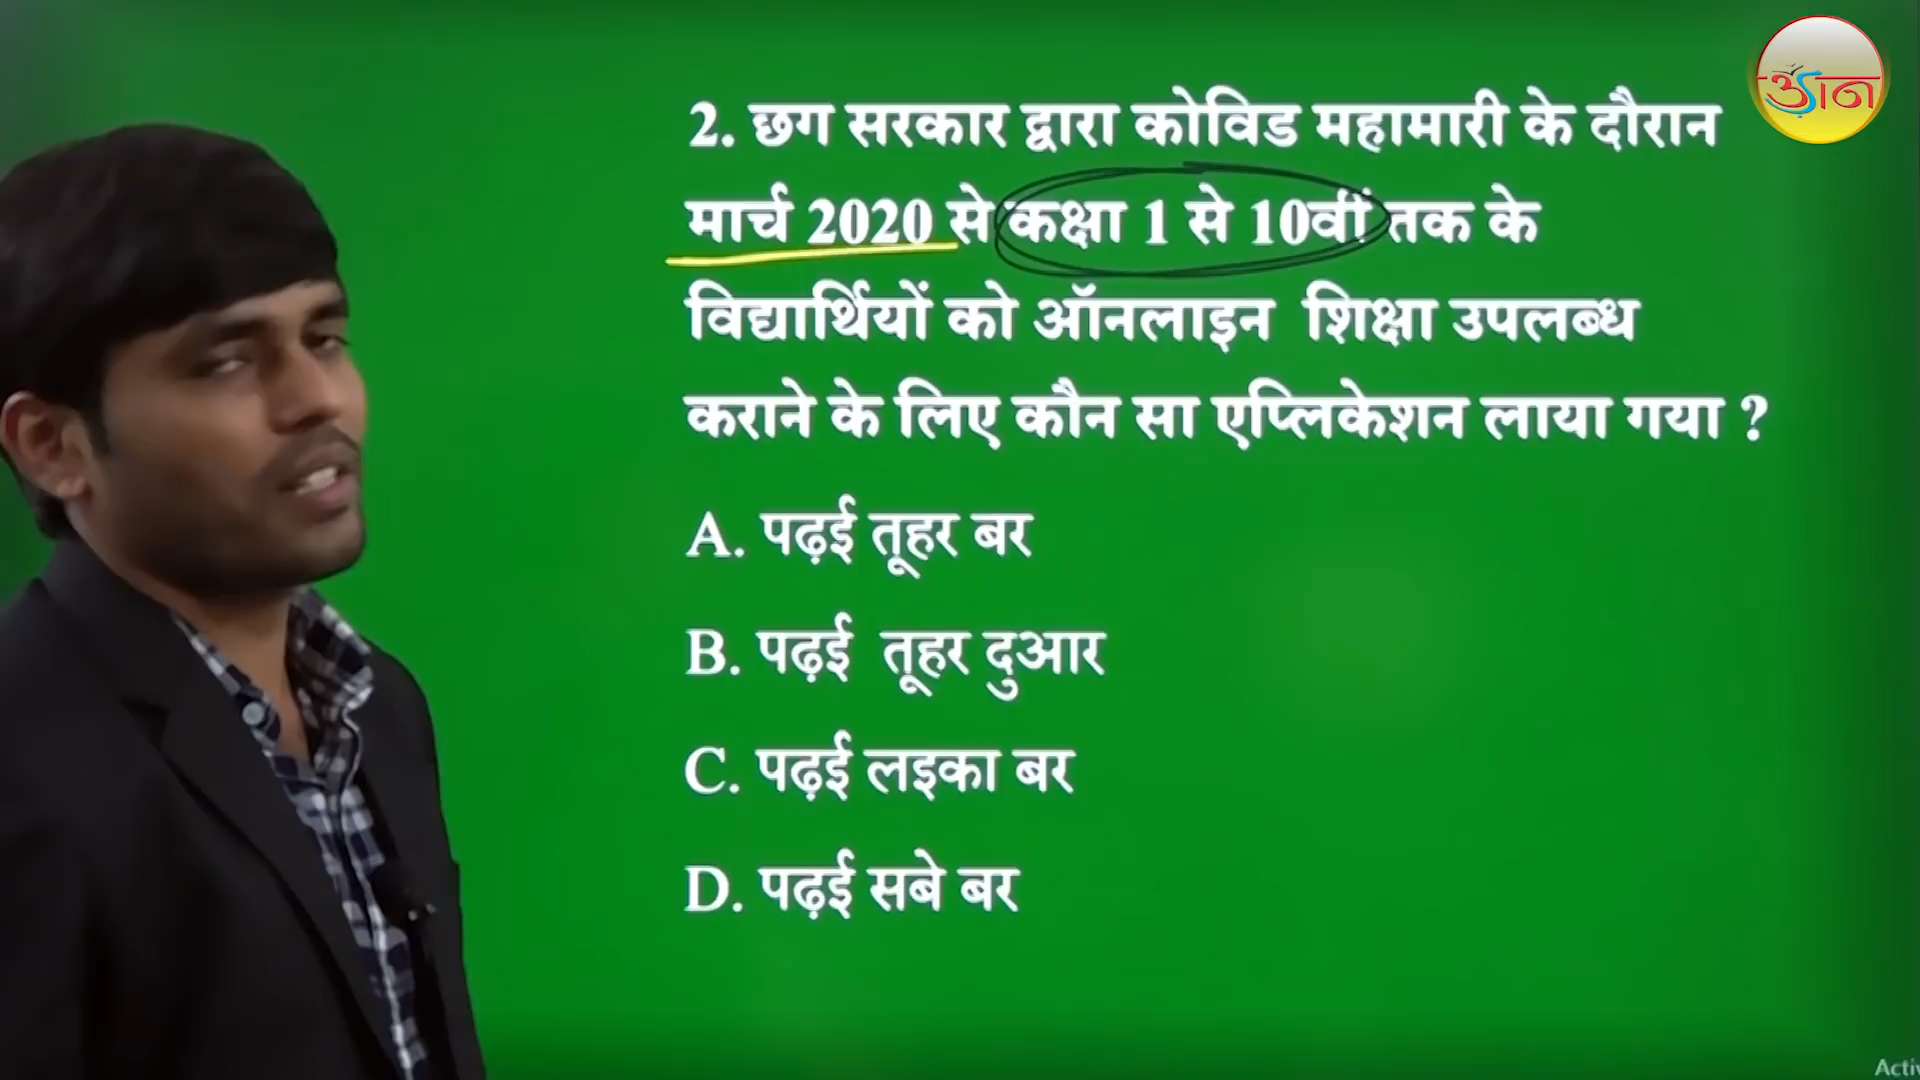 उड़ान
2. छग सरकार द्वारा कोविड महामारी के दौरान
मार्च 2020 से कक्षा 1 से 10वीं तक के
विद्यार्थियों को ऑनलाइन शिक्षा उपलब्ध
कराने के लिए कौन सा एप्लिकेशन लाया गया ?
A. पढ़ई तूहर बर
B. पढ़ई तूहर दुआर
C. पढ़ई लइका बर
D. पढ़ई सबे बर